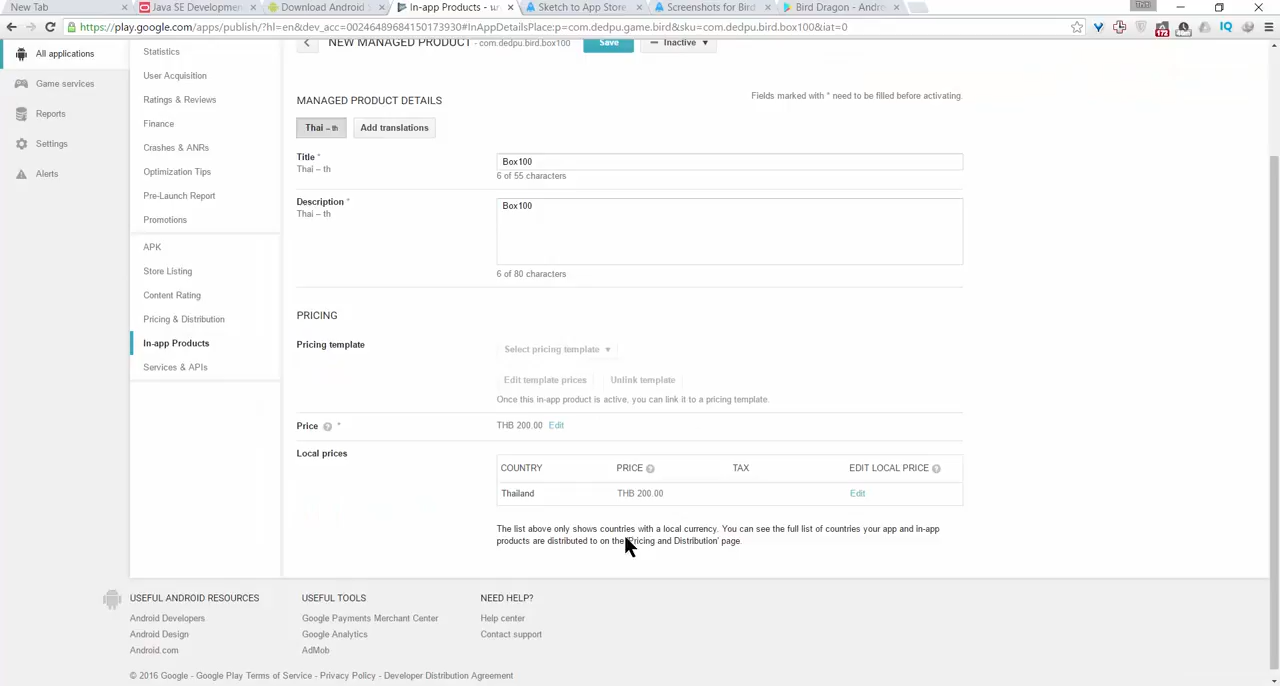 New Tab
Java SE Developmen
Download Android
In-app Products - un
Sketch to App Store
Screenshots for Bird
Bird Dragon - Andro
https://play.google.com/apps/publish/?hl=en&dev_acc=00246489684150173930#InAppDetailsPlace:p=com.dedpu.game.bird&sku=com.dedpu.bird.box100&iat=0
All applications
Game services
Reports
Settings
Alerts
Statistics
User Acquisition
Ratings & Reviews
Finance
Crashes & ANRs
Optimization Tips
Pre-Launch Report
Promotions
APK
Store Listing
Content Rating
Pricing & Distribution
In-app Products
Services & APIs
NEW MANAGED PRODUCT - com.dedpu.bird.box100
Save
Inactive
MANAGED PRODUCT DETAILS
Fields marked with * need to be filled before activating.
Thai – th
Add translations
Title *
Thai – th
Box100
6 of 55 characters
Description *
Thai – th
Box100
6 of 80 characters
PRICING
Pricing template
Select pricing template
Edit template prices
Unlink template
Once this in-app product is active, you can link it to a pricing template.
Price ? *
THB 200.00 Edit
Local prices
COUNTRY PRICE ? TAX EDIT LOCAL PRICE ?
Thailand THB 200.00 Edit
The list above only shows countries with a local currency. You can see the full list of countries your app and in-app
products are distributed to on the 'Pricing and Distribution' page.
USEFUL ANDROID RESOURCES
Android Developers
Android Design
Android.com
USEFUL TOOLS
Google Payments Merchant Center
Google Analytics
AdMob
NEED HELP?
Help center
Contact support
© 2016 Google - Google Play Terms of Service - Privacy Policy - Developer Distribution Agreement